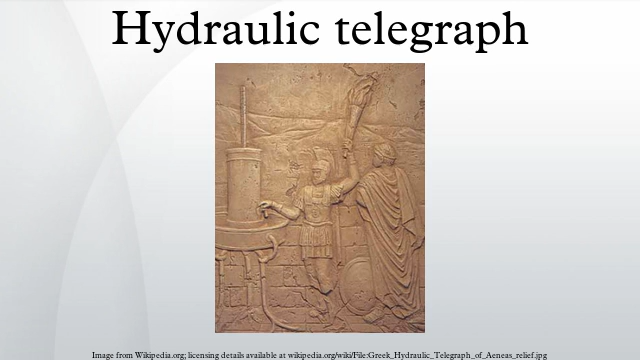 Hydraulic telegraph
Image from Wikipedia.org; licensing details available at wikipedia.org/wiki/File:Greek_Hydraulic_Telegraph_of_Aeneas_relief.jpg